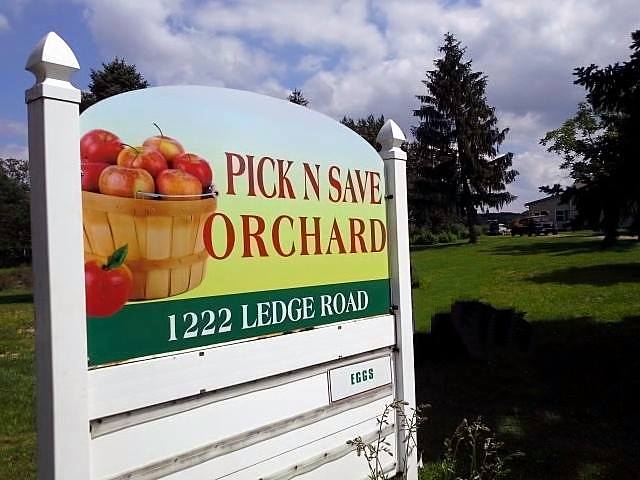 PICK N SAVE
ORCHARD
1222 LEDGE ROAD
EGGS